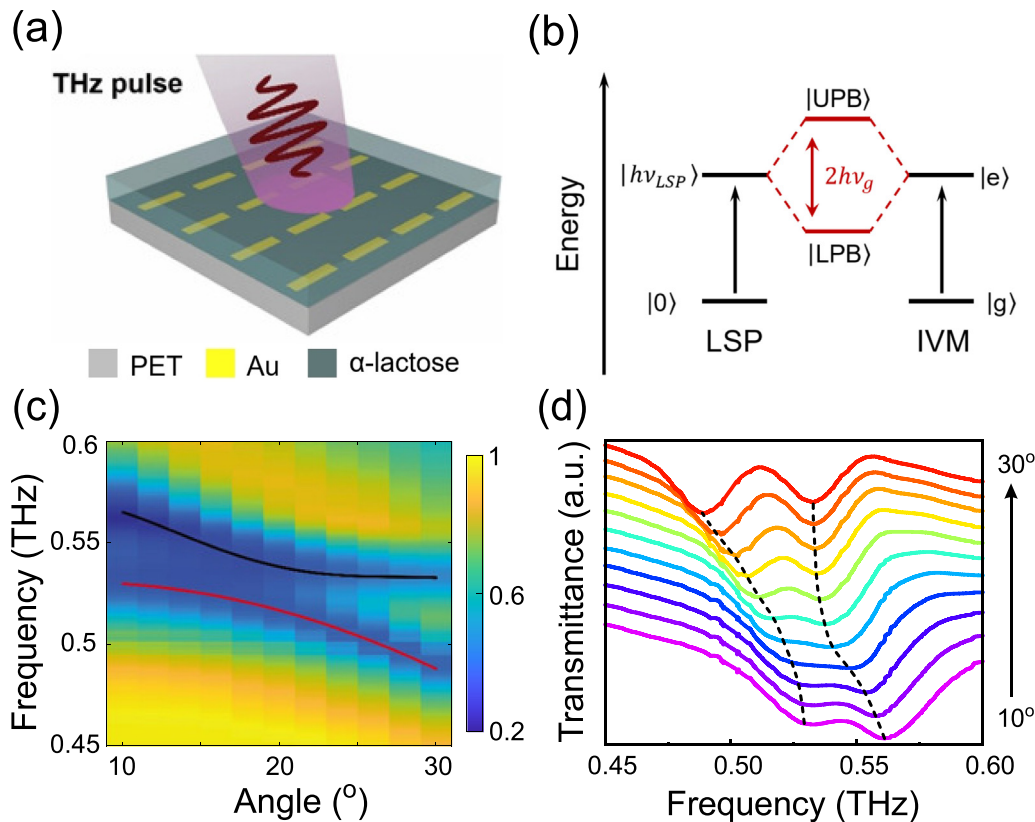 (a)
THz pulse
PET Au α-lactose
(b)
Energy
|UPB⟩
|hν_LSP⟩ 2hν_g |e⟩
|LPB⟩
|0⟩ |g⟩
LSP IVM
(c)
Frequency (THz)
0.6
0.55
0.5
0.45
10 20 30
Angle (°)
1
0.6
0.2
(d)
Transmittance (a.u.)
30°
10°
0.45 0.50 0.55 0.60
Frequency (THz)